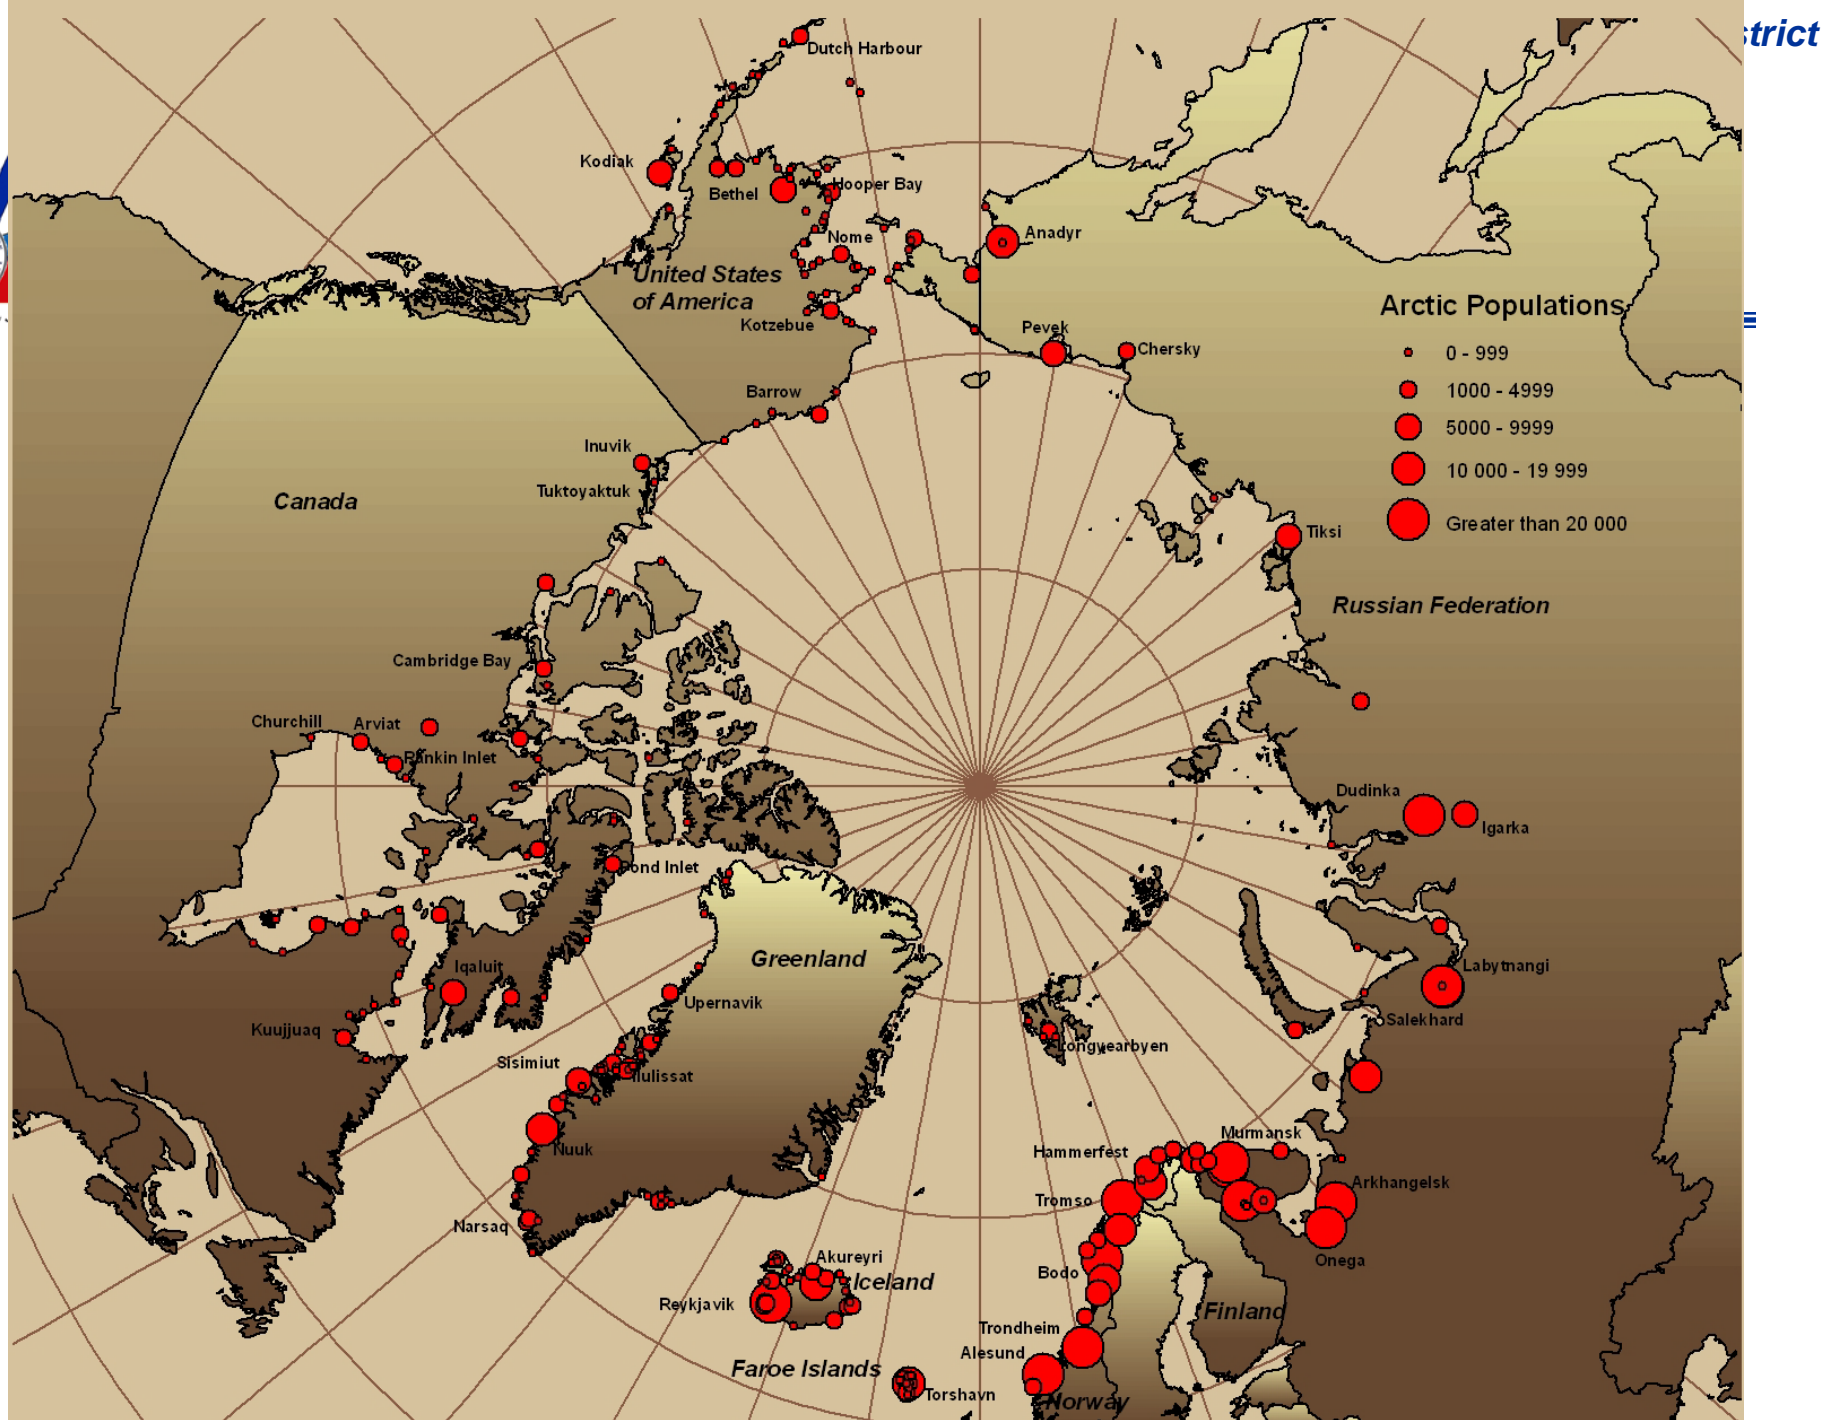 strict
Dutch Harbour
Kodiak
Bethel
Hooper Bay
Nome
Anadyr
United States
of America
Arctic Populations
Kotzebue
Pevek
Chersky
0 - 999
1000 - 4999
5000 - 9999
10 000 - 19 999
Greater than 20 000
Barrow
Inuvik
Tuktoyaktuk
Canada
Tiksi
Russian Federation
Cambridge Bay
Churchill
Arviat
Rankin Inlet
Dudinka
Igarka
Pond Inlet
Greenland
Iqaluit
Labytnangi
Upernavik
Salekhard
Kuujjuaq
Longyearbyen
Sisimiut
Ilulissat
Nuuk
Murmansk
Hammerfest
Arkhangelsk
Tromso
Narsaq
Akureyri
Onega
Bodo
Iceland
Reykjavik
Finland
Trondheim
Alesund
Faroe Islands
Torshavn
Norway